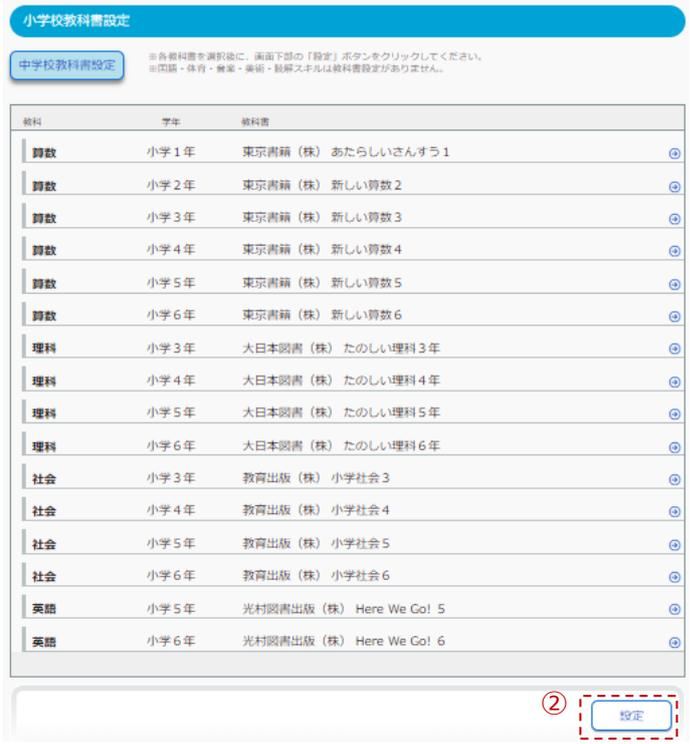 小学校教科書設定
中学校教科書設定
※各教科書を選択後に、画面下部の「設定」ボタンをクリックしてください。
※国語・体育・音楽・美術・読解スキルは教科書設定がありません。
教科 学年 教科書
算数 小学1年 東京書籍（株） あたらしいさんすう1
算数 小学2年 東京書籍（株） 新しい算数2
算数 小学3年 東京書籍（株） 新しい算数3
算数 小学4年 東京書籍（株） 新しい算数4
算数 小学5年 東京書籍（株） 新しい算数5
算数 小学6年 東京書籍（株） 新しい算数6
理科 小学3年 大日本図書（株） たのしい理科3年
理科 小学4年 大日本図書（株） たのしい理科4年
理科 小学5年 大日本図書（株） たのしい理科5年
理科 小学6年 大日本図書（株） たのしい理科6年
社会 小学3年 教育出版（株） 小学社会3
社会 小学4年 教育出版（株） 小学社会4
社会 小学5年 教育出版（株） 小学社会5
社会 小学6年 教育出版（株） 小学社会6
英語 小学5年 光村図書出版（株） Here We Go! 5
英語 小学6年 光村図書出版（株） Here We Go! 6
②
設定